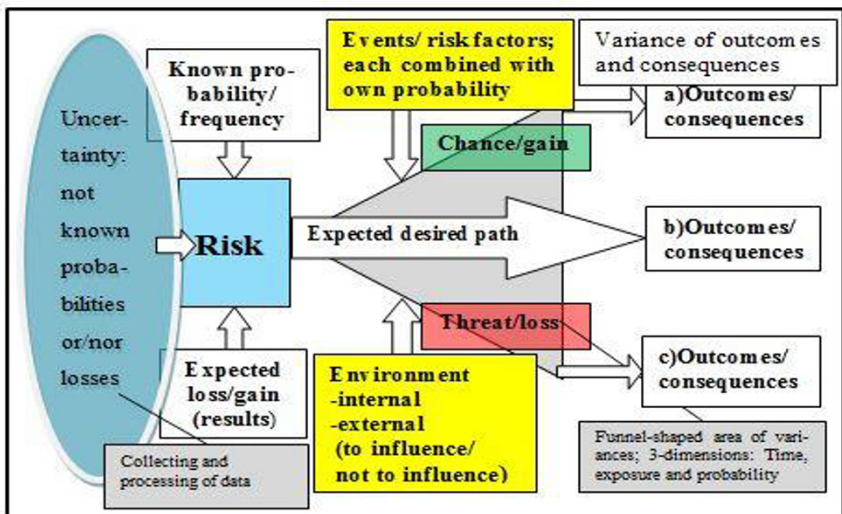 Uncer-
tainty:
not
known
proba-
bilities
or/nor
losses
Known pro-
bability/
frequency
Risk
Expected
loss/gain
(results)
Collecting and
processing of data
Events/ risk factors;
each combined with
own probability
Chance/gain
Expected desired path
Threat/loss
Environment
-internal
-external
(to influence/
not to influence)
Variance of outcomes
and consequences
a)Outcomes/
consequences
b)Outcomes/
consequences
c)Outcomes/
consequences
Funnel-shaped area of vari-
ances; 3-dimensions: Time,
exposure and probability